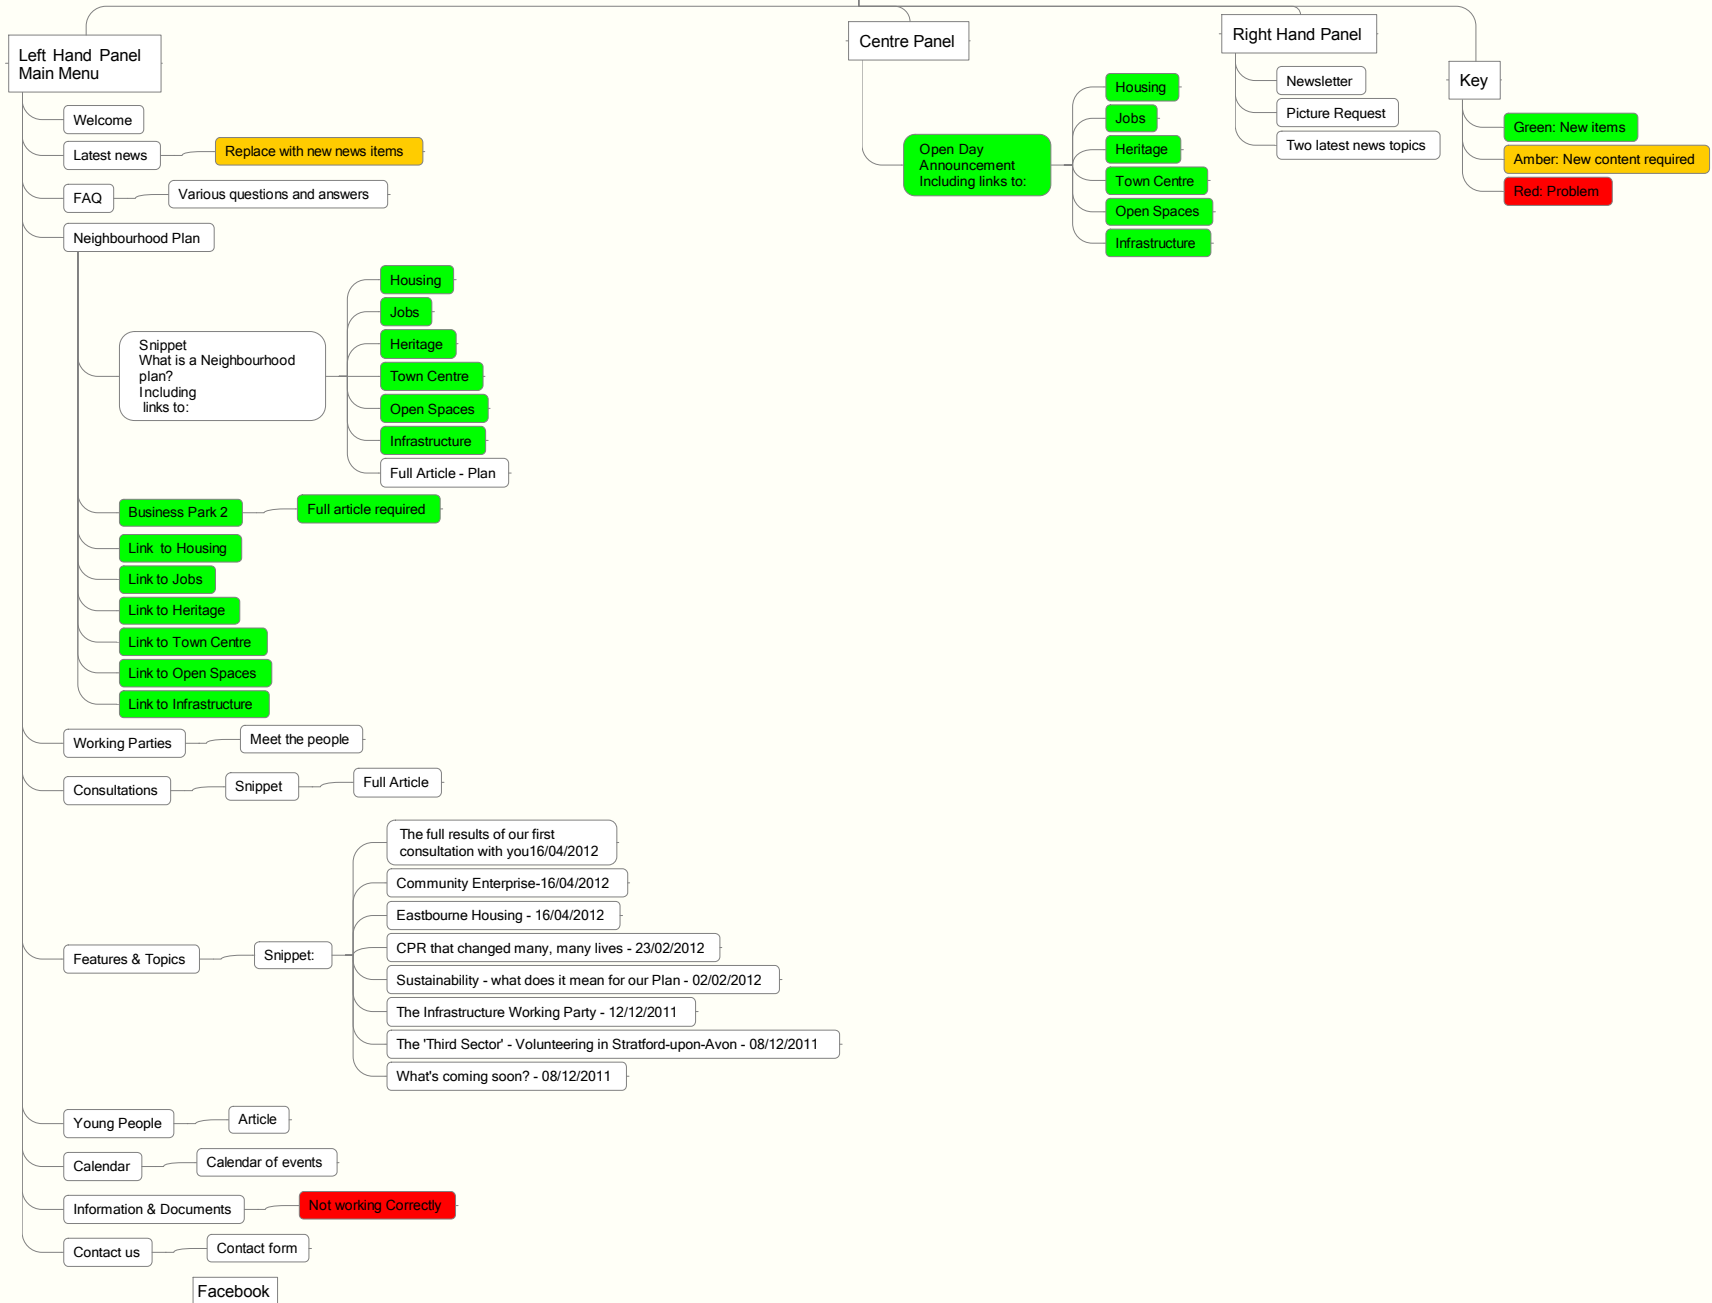 Left Hand Panel
Main Menu
Welcome
Latest news
Replace with new news items
FAQ
Various questions and answers
Neighbourhood Plan
Snippet
What is a Neighbourhood
plan?
Including
links to:
Housing
Jobs
Heritage
Town Centre
Open Spaces
Infrastructure
Full Article - Plan
Business Park 2
Full article required
Link to Housing
Link to Jobs
Link to Heritage
Link to Town Centre
Link to Open Spaces
Link to Infrastructure
Working Parties
Meet the people
Consultations
Snippet
Full Article
Features & Topics
Snippet:
The full results of our first
consultation with you16/04/2012
Community Enterprise-16/04/2012
Eastbourne Housing - 16/04/2012
CPR that changed many, many lives - 23/02/2012
Sustainability - what does it mean for our Plan - 02/02/2012
The Infrastructure Working Party - 12/12/2011
The 'Third Sector' - Volunteering in Stratford-upon-Avon - 08/12/2011
What's coming soon? - 08/12/2011
Young People
Article
Calendar
Calendar of events
Information & Documents
Not working Correctly
Contact us
Contact form
Facebook
Centre Panel
Open Day
Announcement
Including links to:
Housing
Jobs
Heritage
Town Centre
Open Spaces
Infrastructure
Right Hand Panel
Newsletter
Picture Request
Two latest news topics
Key
Green: New items
Amber: New content required
Red: Problem